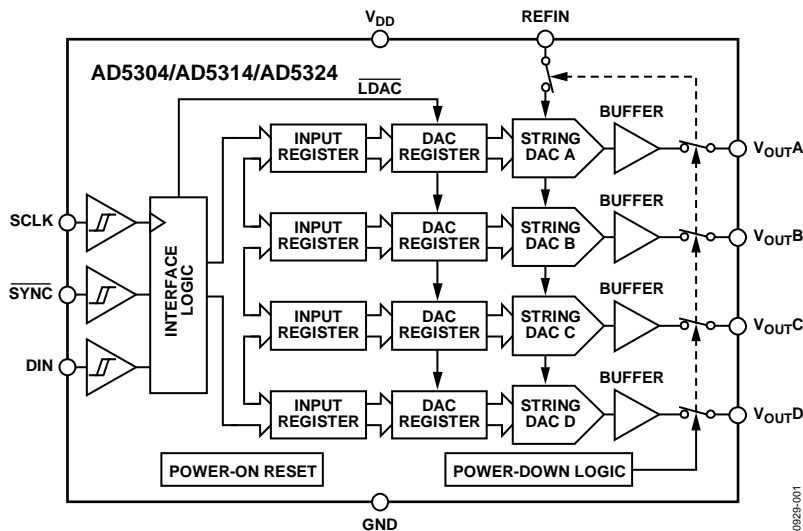 VDD
REFIN
AD5304/AD5314/AD5324
LDAC
INPUT
REGISTER
DAC
REGISTER
STRING
DAC A
BUFFER
VOUTA
SCLK
INPUT
REGISTER
DAC
REGISTER
STRING
DAC B
BUFFER
VOUTB
SYNC
INTERFACE
LOGIC
INPUT
REGISTER
DAC
REGISTER
STRING
DAC C
BUFFER
VOUTC
DIN
INPUT
REGISTER
DAC
REGISTER
STRING
DAC D
BUFFER
VOUTD
POWER-ON RESET
POWER-DOWN LOGIC
GND
0929-001